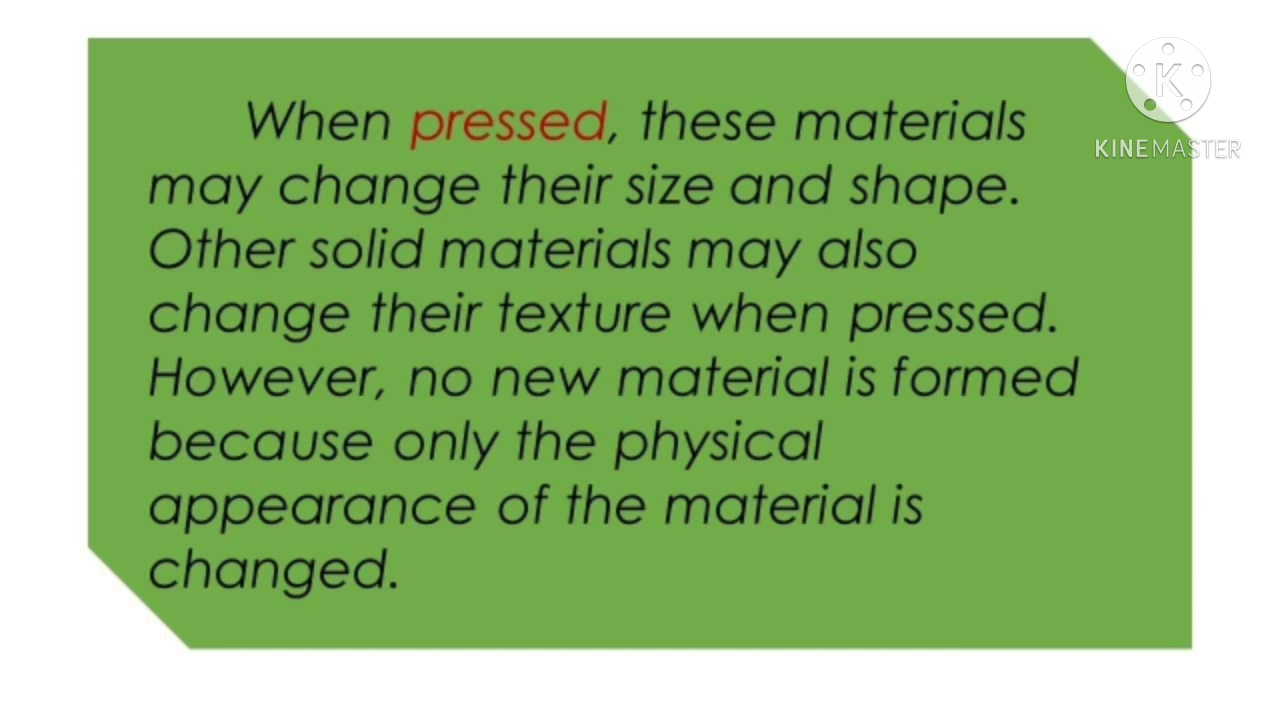 When pressed, these materials
may change their size and shape.
Other solid materials may also
change their texture when pressed.
However, no new material is formed
because only the physical
appearance of the material is
changed.
K
KINEMASTER